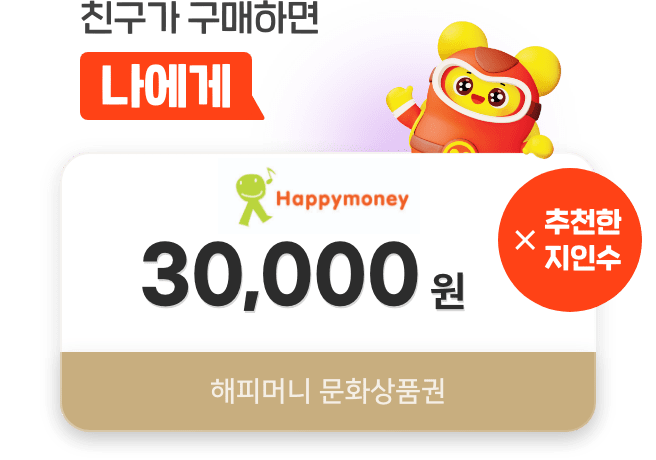 친구가 구매하면
나에게
Happymoney
30,000 원
× 추천한
지인수
해피머니 문화상품권